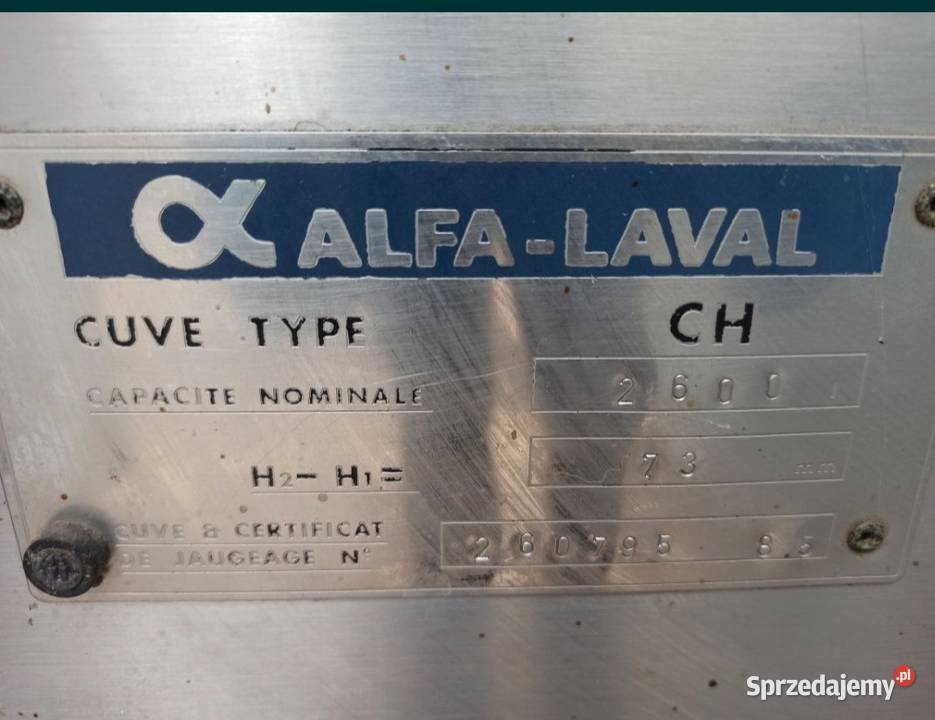 ALFA-LAVAL
CUVE TYPE CH
CAPACITE NOMINALE 2600 l
H2- H1= 73 mm
CUVE & CERTIFICAT
DE JAUGEAGE N° 260795 85
Sprzedajemy.pl